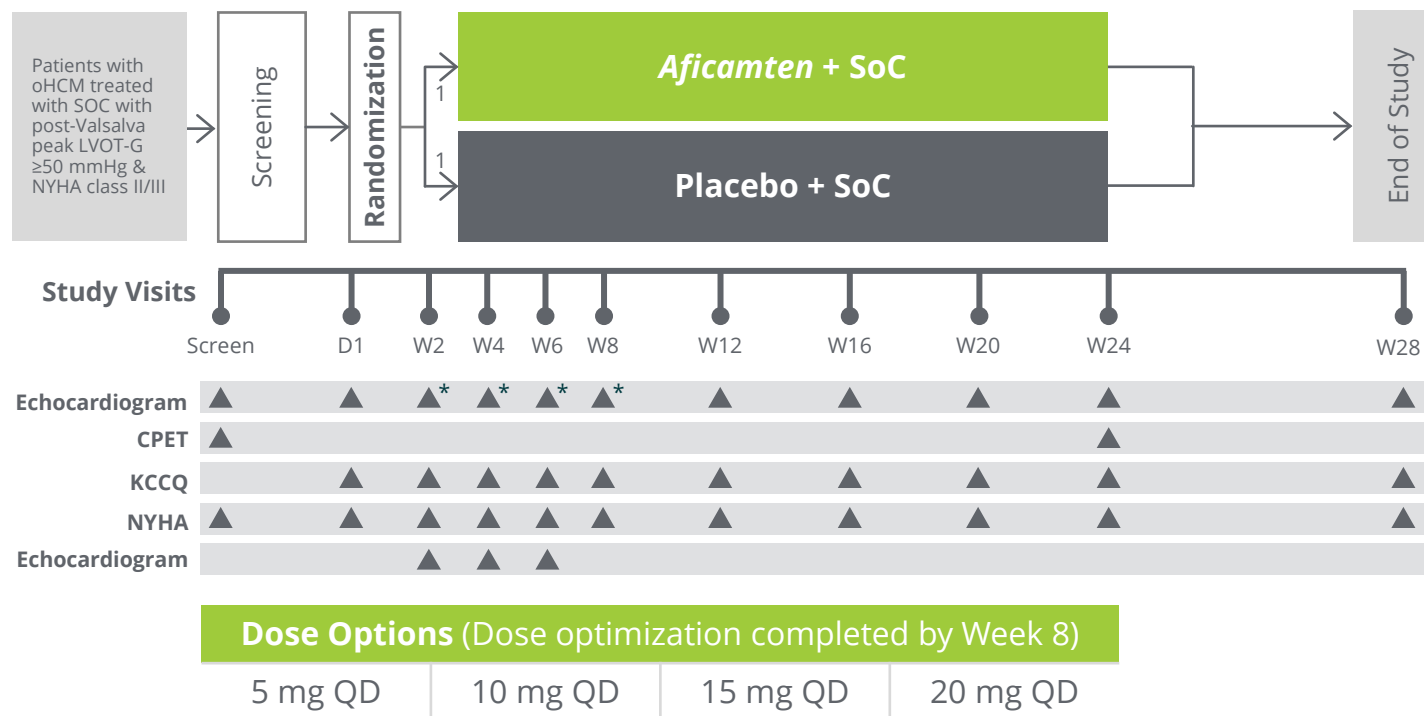 Patients with
oHCM treated
with SOC with
post-Valsalva
peak LVOT-G
≥50 mmHg &
NYHA class II/III
Screening
Randomization
1
1
Aficamten + SoC
Placebo + SoC
End of Study
Study Visits
Screen D1 W2 W4 W6 W8 W12 W16 W20 W24 W28
Echocardiogram * * * *
CPET
KCCQ
NYHA
Echocardiogram
Dose Options (Dose optimization completed by Week 8)
5 mg QD 10 mg QD 15 mg QD 20 mg QD